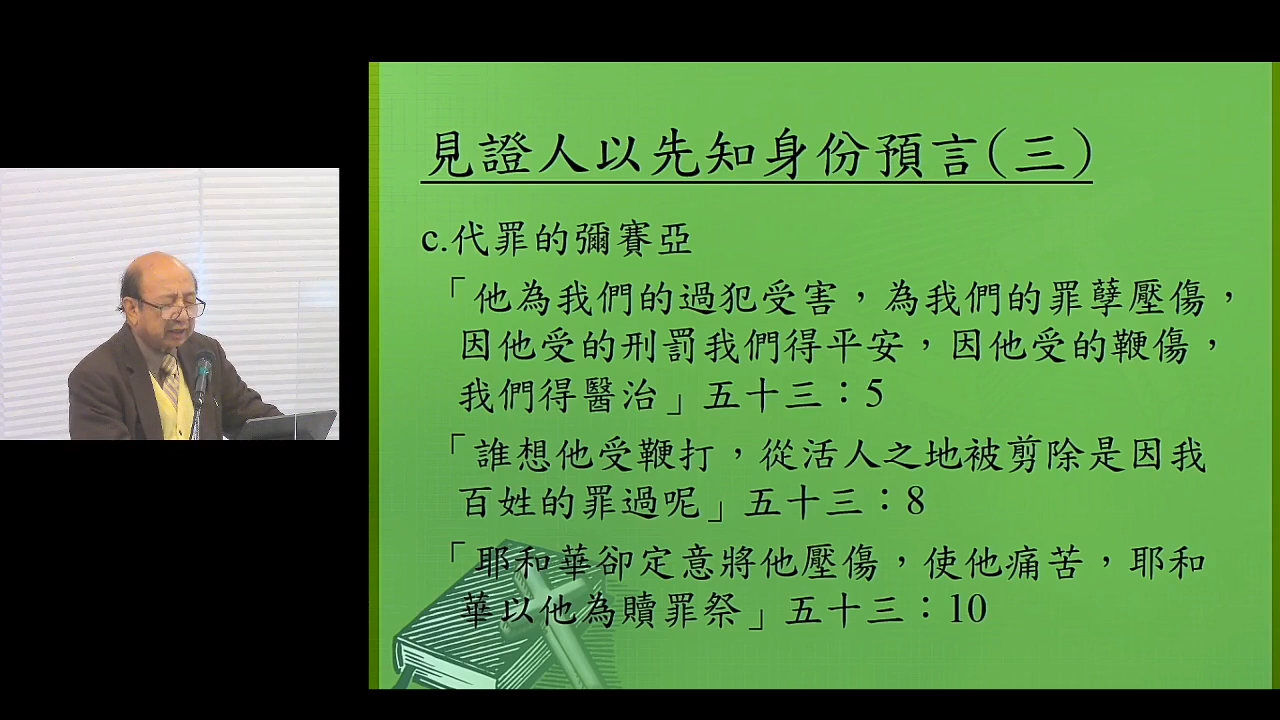 見證人以先知身份預言(三)
c.代罪的彌賽亞
「他為我們的過犯受害，為我們的罪孽壓傷，
因他受的刑罰我們得平安，因他受的鞭傷，
我們得醫治」五十三：5
「誰想他受鞭打，從活人之地被剪除是因我
百姓的罪過呢」五十三：8
「耶和華卻定意將他壓傷，使他痛苦，耶和
華以他為贖罪祭」五十三：10